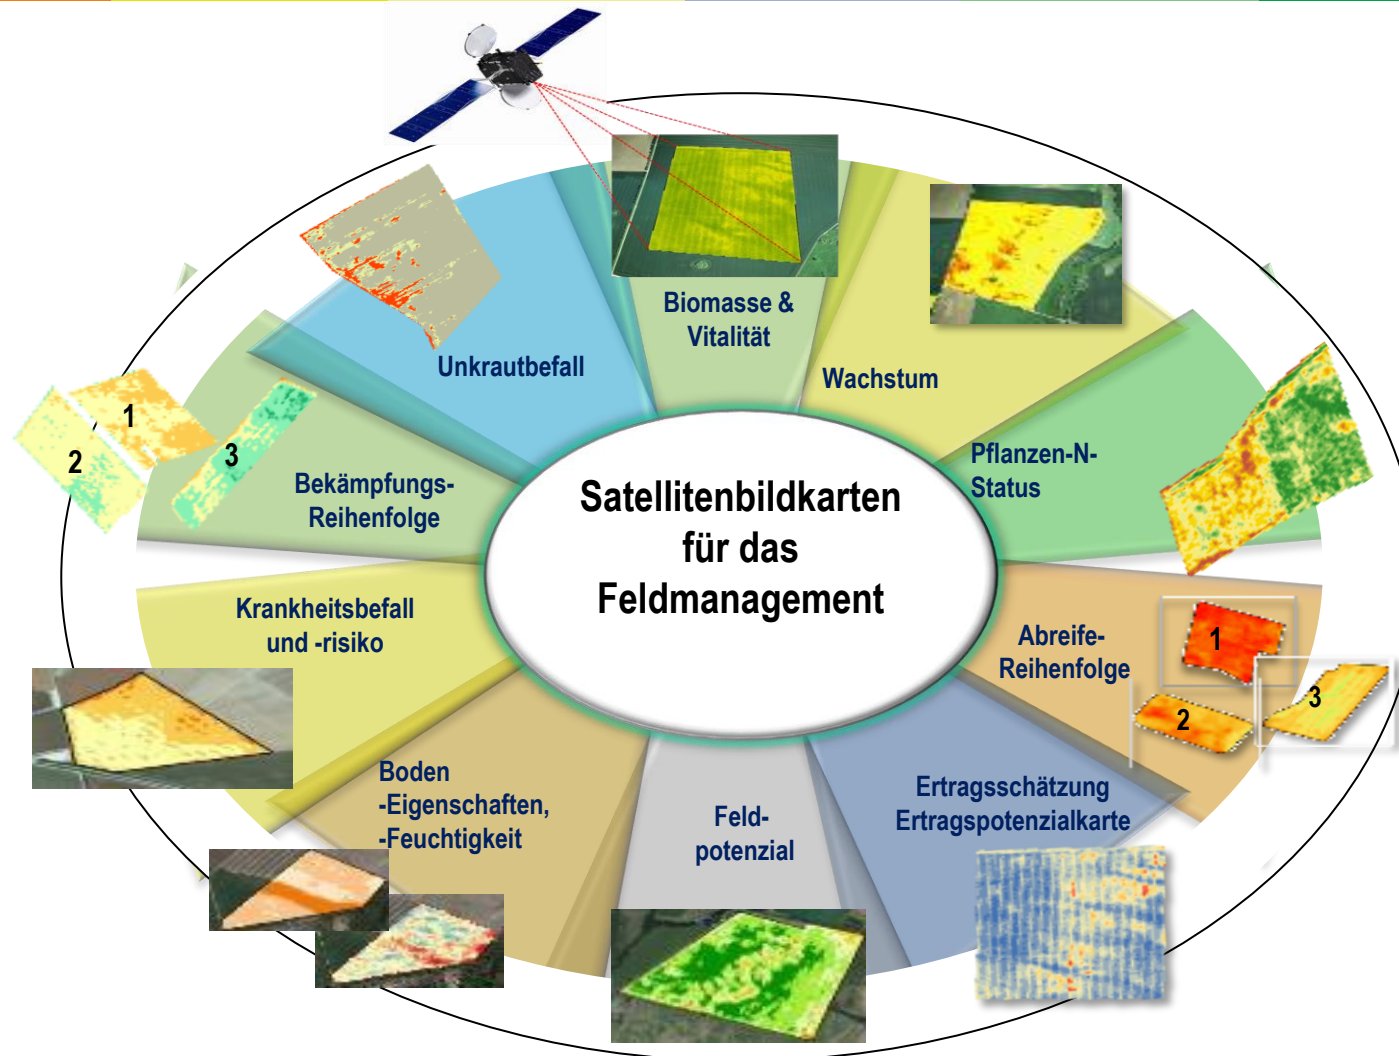 Biomasse &
Vitalität
Wachstum
Pflanzen-N-
Status
Abreife-
Reihenfolge
1
2
3
Ertragsschätzung
Ertragspotenzialkarte
Feld-
potenzial
Boden
-Eigenschaften,
-Feuchtigkeit
Krankheitsbefall
und -risiko
Bekämpfungs-
Reihenfolge
1
2
3
Unkrautbefall
Satellitenbildkarten
für das
Feldmanagement